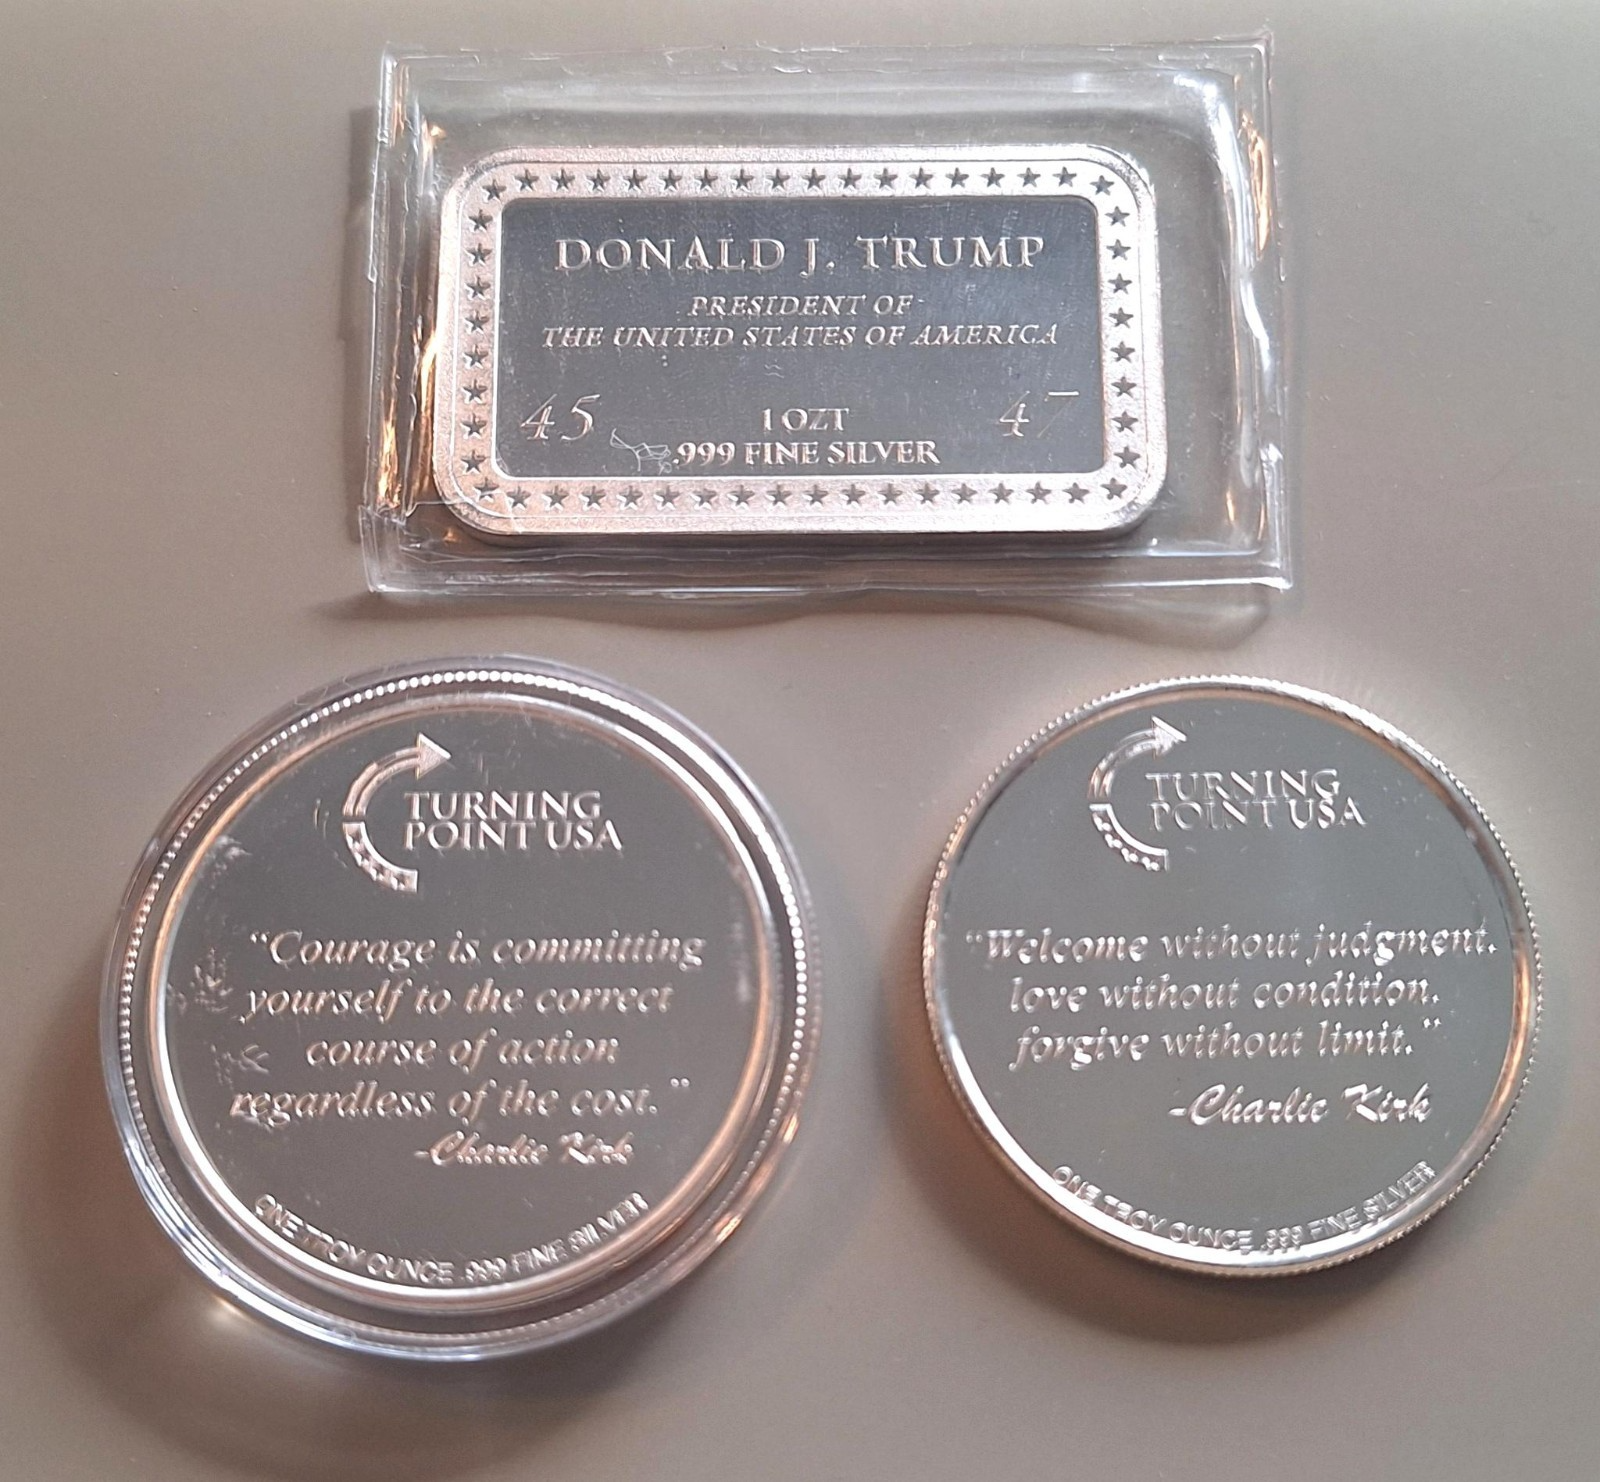 DONALD J. TRUMP
PRESIDENT OF
THE UNITED STATES OF AMERICA
45 47
1 OZT
.999 FINE SILVER
TURNING
POINT USA
“Courage is committing
yourself to the correct
course of action
regardless of the cost.”
-Charlie Kirk
ONE TROY OUNCE .999 FINE SILVER
TURNING
POINT USA
“Welcome without judgment,
love without condition,
forgive without limit.”
-Charlie Kirk
ONE TROY OUNCE .999 FINE SILVER